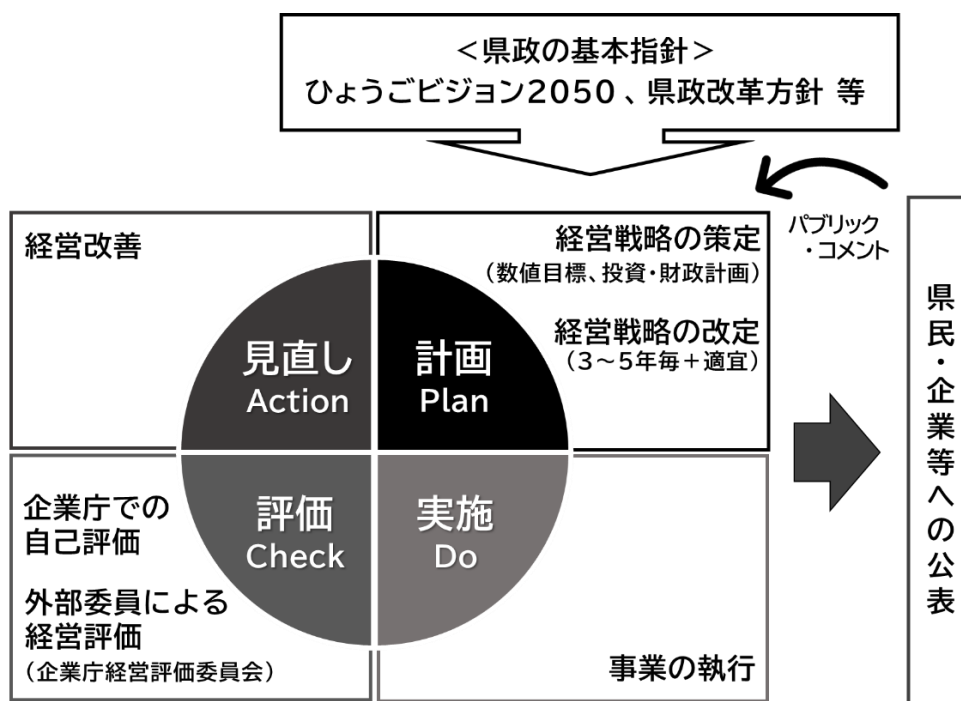 ＜県政の基本指針＞
ひょうごビジョン2050、県政改革方針 等
パブリック
・コメント
経営改善
経営戦略の策定
（数値目標、投資・財政計画）
経営戦略の改定
（3～5年毎＋適宜）
見直し
Action
計画
Plan
評価
Check
実施
Do
企業庁での
自己評価
外部委員による
経営評価
（企業庁経営評価委員会）
事業の執行
県民・企業等への公表